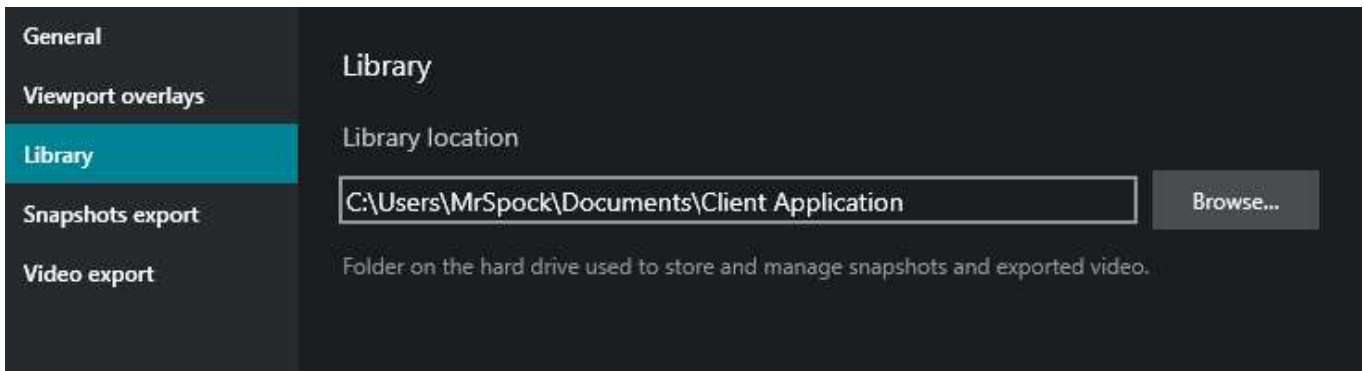 General
Viewport overlays
Library
Snapshots export
Video export
Library
Library location
C:\Users\MrSpock\Documents\Client Application
Browse...
Folder on the hard drive used to store and manage snapshots and exported video.